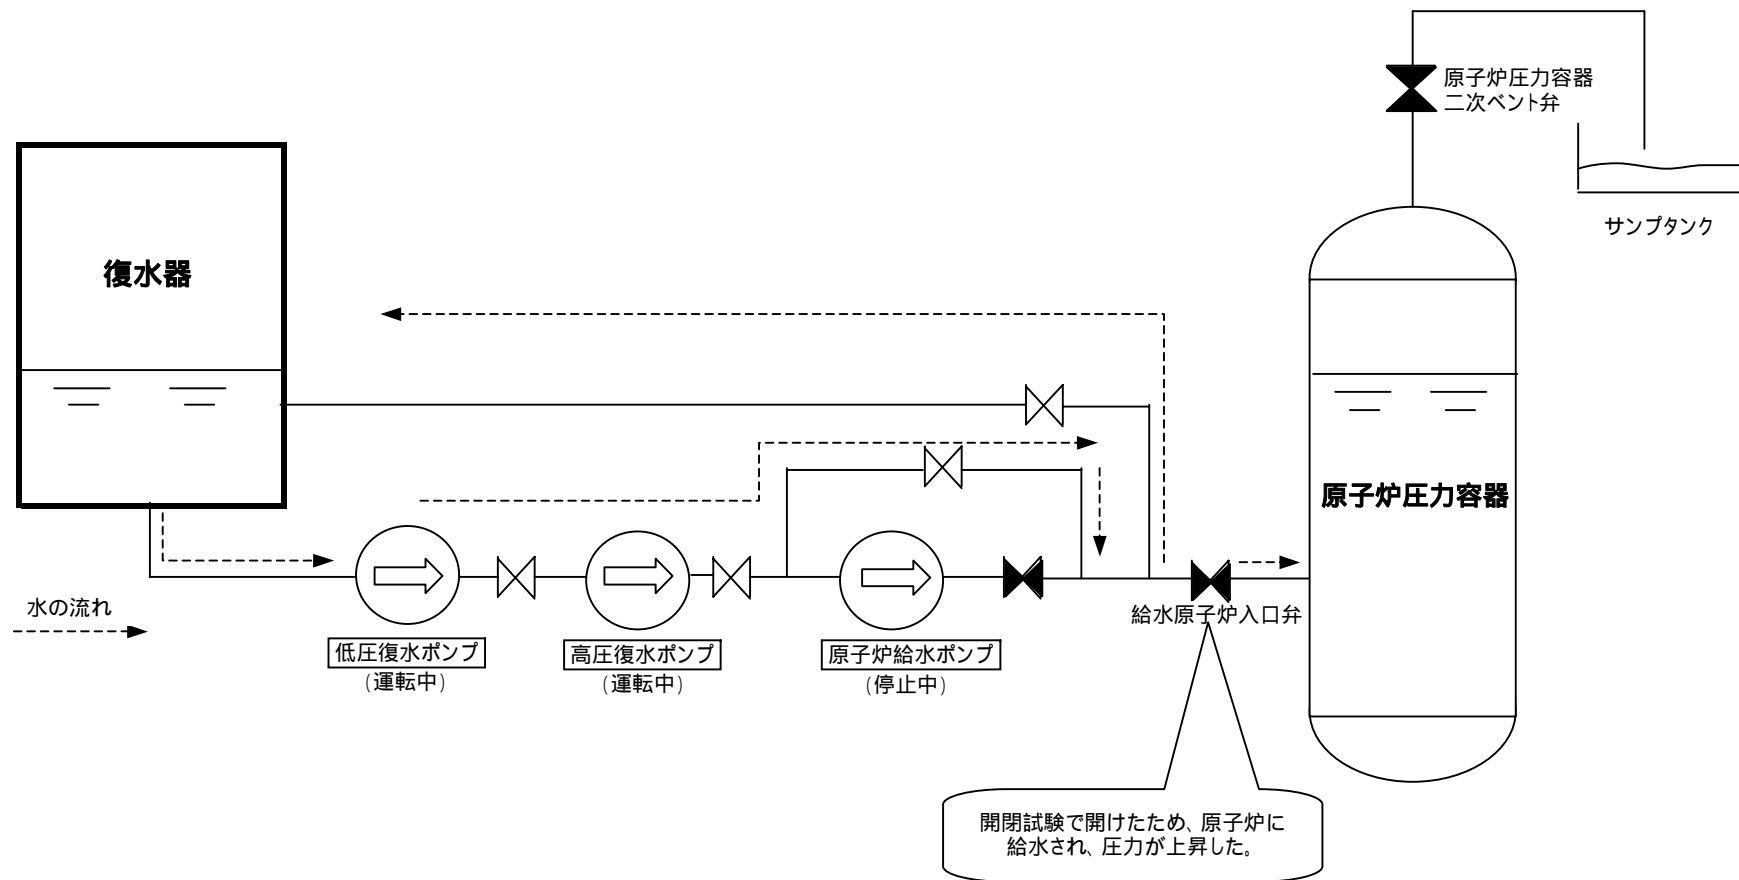 原子炉圧力容器
二次ベント弁
サンプタンク
復水器
原子炉圧力容器
水の流れ
低圧復水ポンプ
(運転中)
高圧復水ポンプ
(運転中)
原子炉給水ポンプ
(停止中)
給水原子炉入口弁
開閉試験で開けたため、原子炉に
給水され、圧力が上昇した。